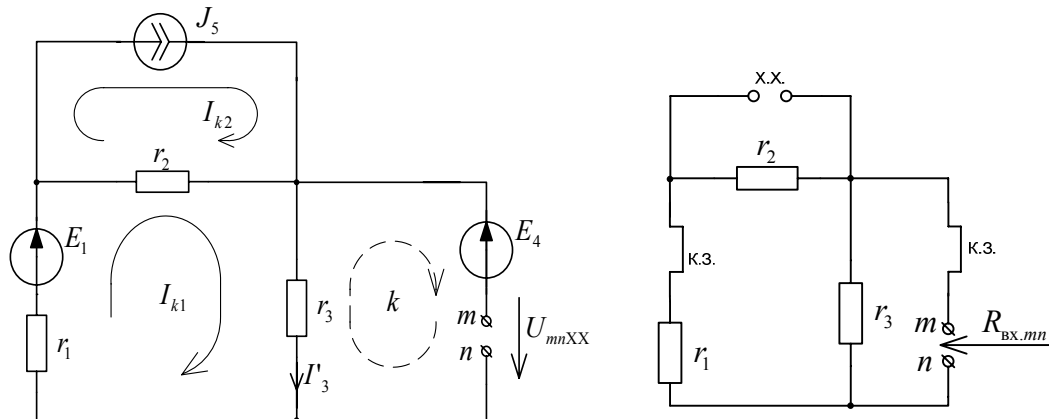 J5
Ik2
r2
E1
E4
Ik1
r3
k
m
n
UmnXX
r1
I'3
х.х.
r2
к.з.
к.з.
r1
r3
m
n
Rвх.mn